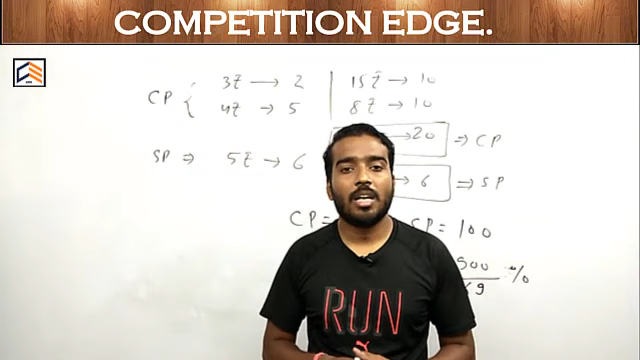 COMPETITION EDGE.
CP { 3₹ → 2 | 15₹ → 10
4₹ → 5 | 8₹ → 10
→ 20 ⇒ CP
SP ⇒ 5₹ → 6
→ 6 ⇒ SP
CP = SP = 100
500 %
69
RUN